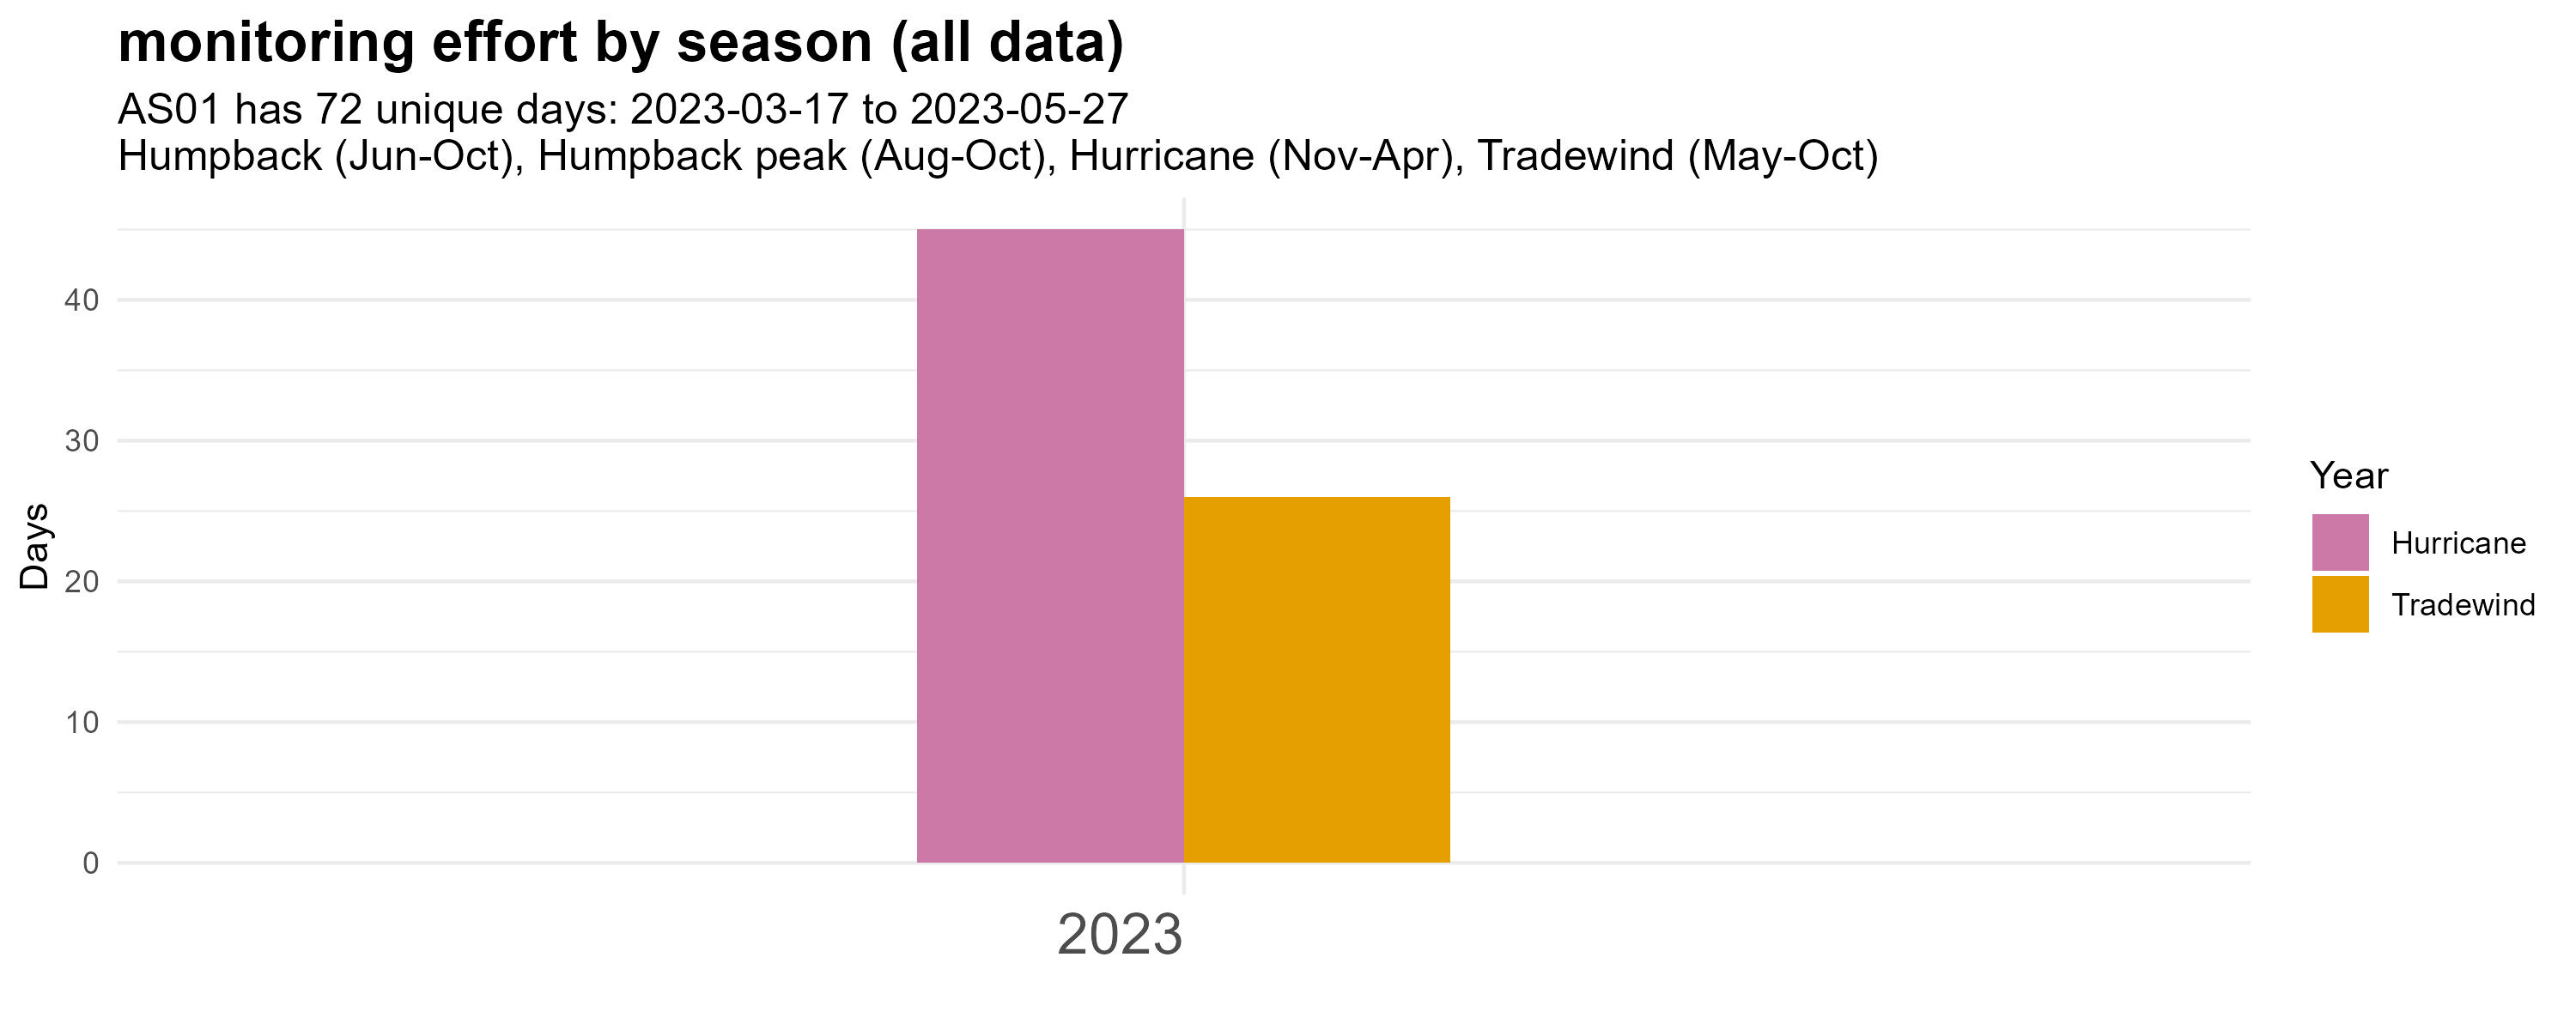 monitoring effort by season (all data)
AS01 has 72 unique days: 2023-03-17 to 2023-05-27
Humpback (Jun-Oct), Humpback peak (Aug-Oct), Hurricane (Nov-Apr), Tradewind (May-Oct)
Days
40
30
20
10
0
2023
Year
Hurricane
Tradewind